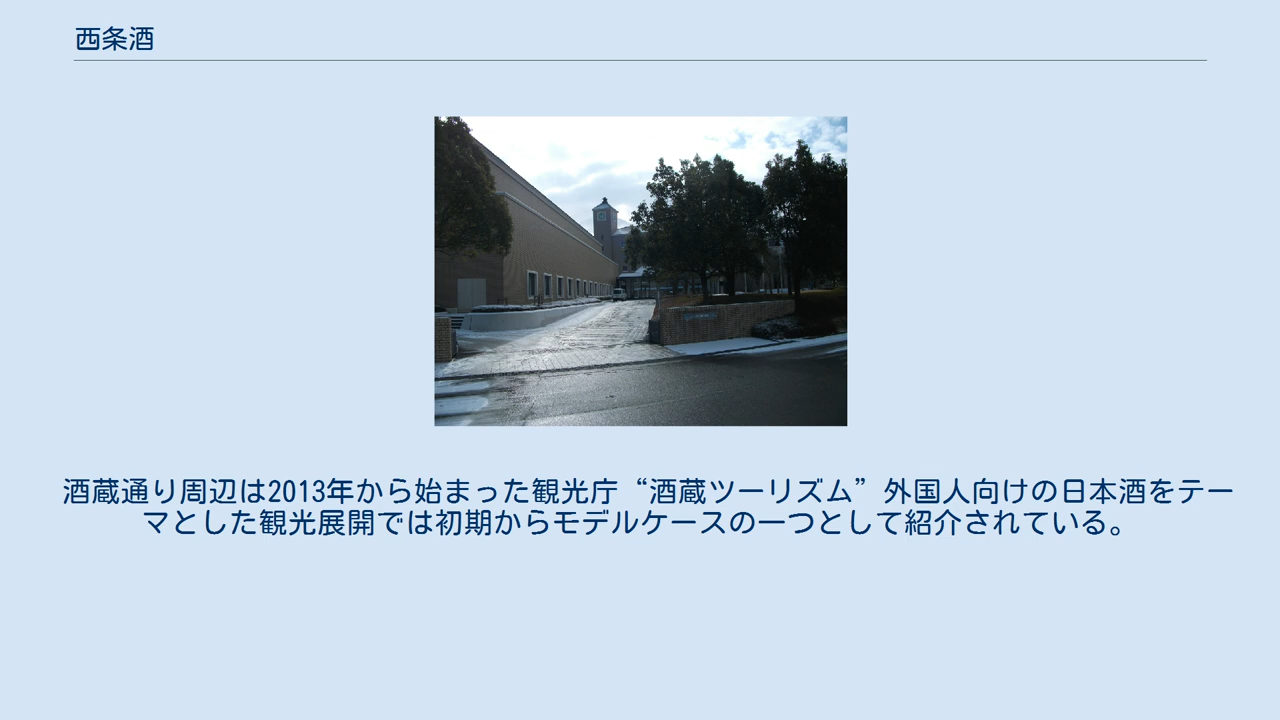 西条酒
酒蔵通り周辺は2013年から始まった観光庁“酒蔵ツーリズム”外国人向けの日本酒をテー
マとした観光展開では初期からモデルケースの一つとして紹介されている。